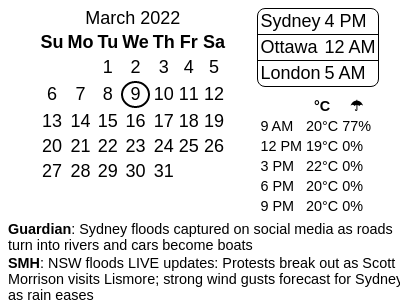 March 2022
Su Mo Tu We Th Fr Sa
1 2 3 4 5
6 7 8 9 10 11 12
13 14 15 16 17 18 19
20 21 22 23 24 25 26
27 28 29 30 31
Sydney 4 PM
Ottawa 12 AM
London 5 AM
°C ☂
9 AM 20°C 77%
12 PM 19°C 0%
3 PM 22°C 0%
6 PM 20°C 0%
9 PM 20°C 0%
Guardian: Sydney floods captured on social media as roads
turn into rivers and cars become boats
SMH: NSW floods LIVE updates: Protests break out as Scott
Morrison visits Lismore; strong wind gusts forecast for Sydney
as rain eases